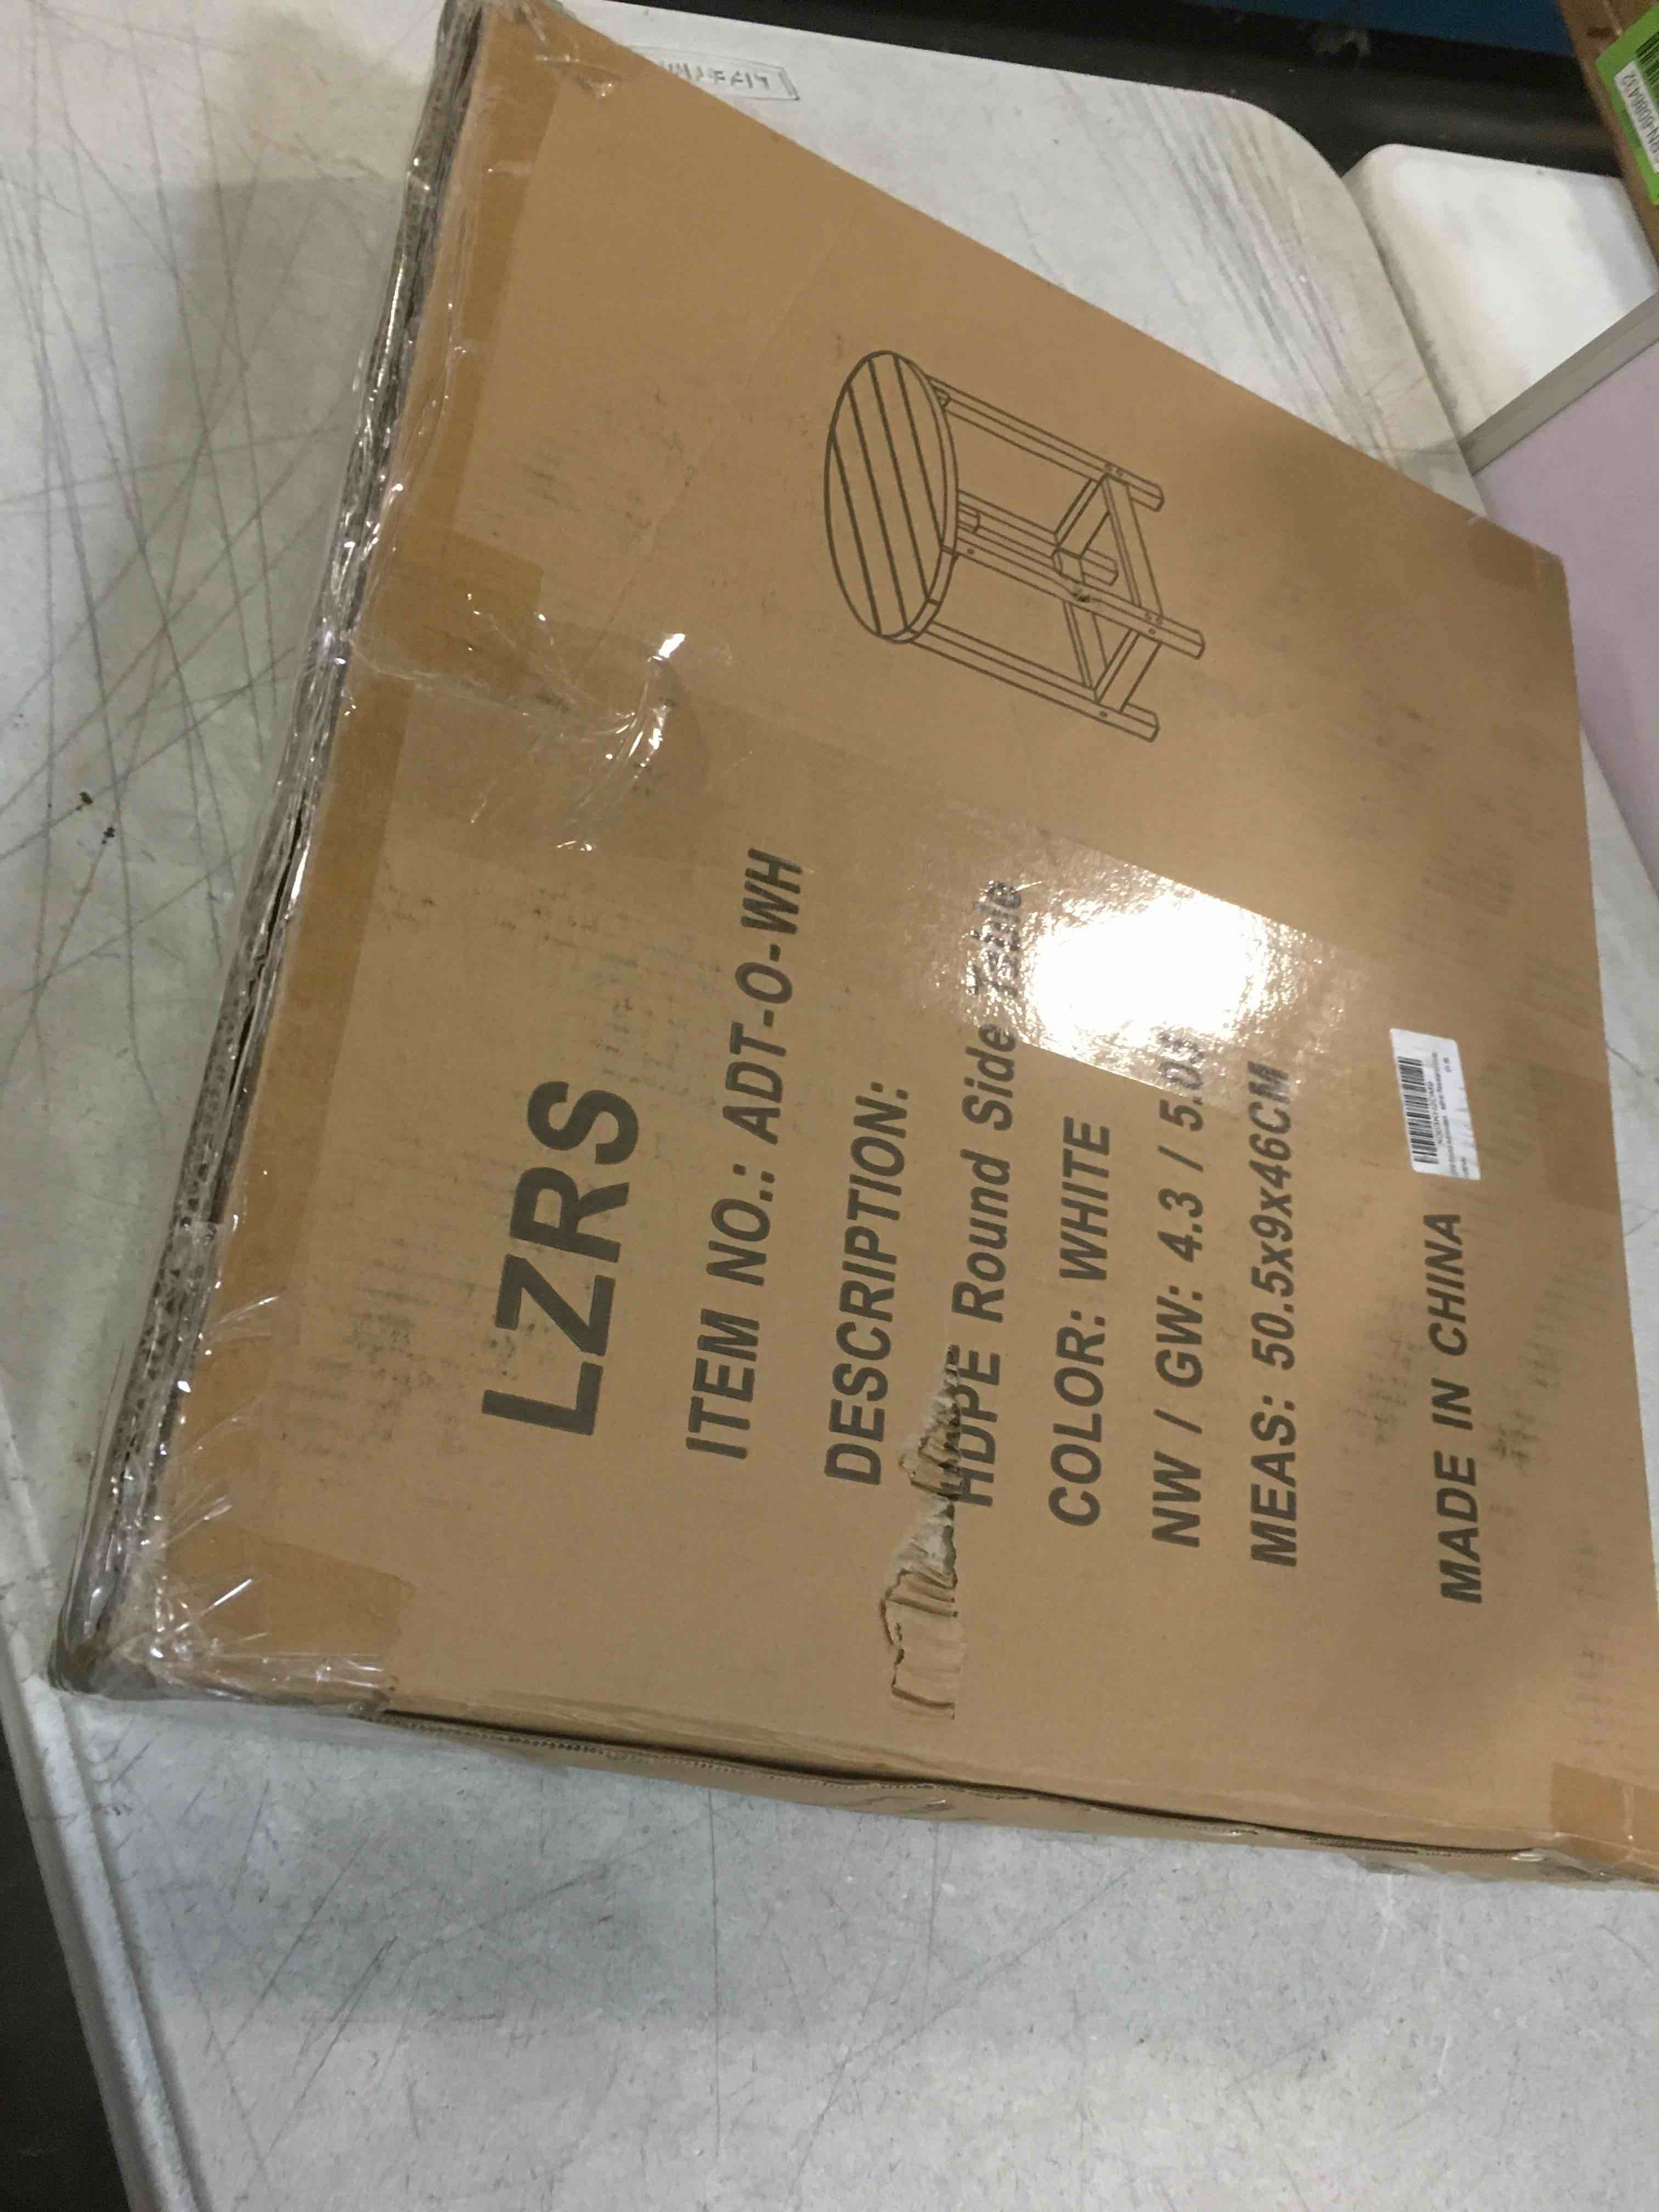 LZRS
ITEM NO.: ADT-O-WH
DESCRIPTION:
HDPE Round Side Table
COLOR: WHITE
NW / GW: 4.3 / 5.0
MEAS: 50.5x9x46CM
MADE IN CHINA